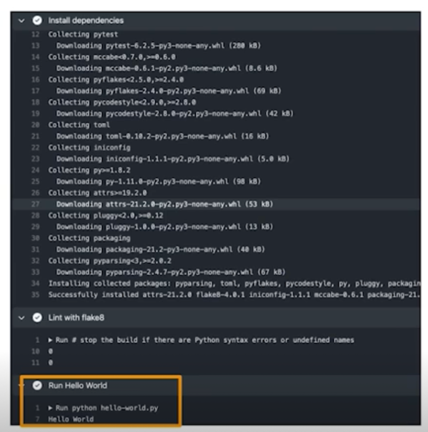 Install dependencies
12 Collecting pytest
13 Downloading pytest-6.2.5-py3-none-any.whl (280 kB)
14 Collecting mccabe<0.7.0,>=0.6.0
15 Downloading mccabe-0.6.1-py2.py3-none-any.whl (8.6 kB)
16 Collecting pyflakes<2.5.0,>=2.4.0
17 Downloading pyflakes-2.4.0-py2.py3-none-any.whl (69 kB)
18 Collecting pycodestyle<2.9.0,>=2.8.0
19 Downloading pycodestyle-2.8.0-py2.py3-none-any.whl (42 kB)
20 Collecting toml
21 Downloading toml-0.10.2-py2.py3-none-any.whl (16 kB)
22 Collecting iniconfig
23 Downloading iniconfig-1.1.1-py2.py3-none-any.whl (5.0 kB)
24 Collecting py>=1.8.2
25 Downloading py-1.11.0-py2.py3-none-any.whl (98 kB)
26 Collecting attrs>=19.2.0
27 Downloading attrs-21.2.0-py2.py3-none-any.whl (53 kB)
28 Collecting pluggy<2.0,>=0.12
29 Downloading pluggy-1.0.0-py2.py3-none-any.whl (13 kB)
30 Collecting packaging
31 Downloading packaging-21.2-py3-none-any.whl (40 kB)
32 Collecting pyparsing<3,>=2.0.2
33 Downloading pyparsing-2.4.7-py2.py3-none-any.whl (67 kB)
34 Installing collected packages: pyparsing, toml, pyflakes, pycodestyle, py, pluggy, packagin
35 Successfully installed attrs-21.2.0 flake8-4.0.1 iniconfig-1.1.1 mccabe-0.6.1 packaging-21.
Lint with flake8
1 ▶ Run # stop the build if there are Python syntax errors or undefined names
10 0
11 0
Run Hello World
1 ▶ Run python hello-world.py
7 Hello World